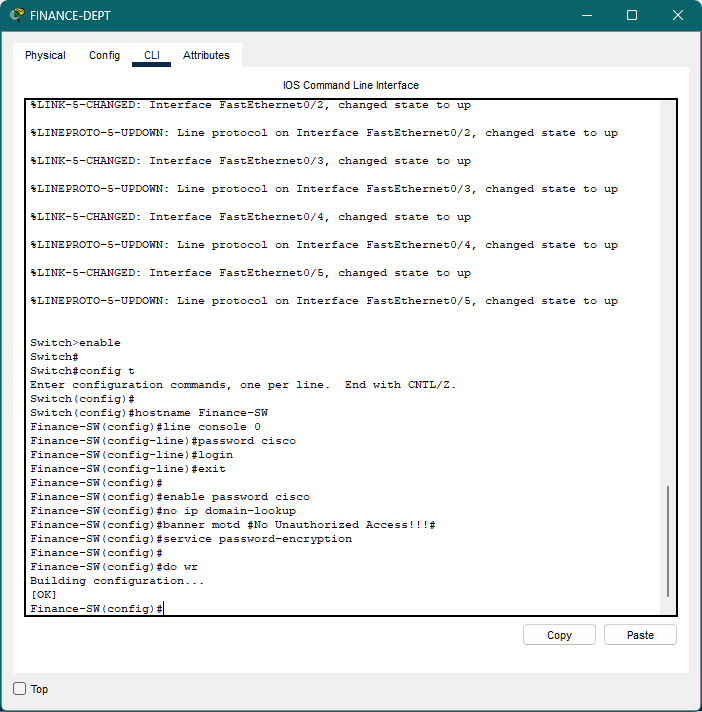 FINANCE-DEPT
Physical Config CLI Attributes
IOS Command Line Interface
%LINK-5-CHANGED: Interface FastEthernet0/2, changed state to up
%LINEPROTO-5-UPDOWN: Line protocol on Interface FastEthernet0/2, changed state to up
%LINK-5-CHANGED: Interface FastEthernet0/3, changed state to up
%LINEPROTO-5-UPDOWN: Line protocol on Interface FastEthernet0/3, changed state to up
%LINK-5-CHANGED: Interface FastEthernet0/4, changed state to up
%LINEPROTO-5-UPDOWN: Line protocol on Interface FastEthernet0/4, changed state to up
%LINK-5-CHANGED: Interface FastEthernet0/5, changed state to up
%LINEPROTO-5-UPDOWN: Line protocol on Interface FastEthernet0/5, changed state to up
Switch>enable
Switch#
Switch#config t
Enter configuration commands, one per line.  End with CNTL/Z.
Switch(config)#
Switch(config)#hostname Finance-SW
Finance-SW(config)#line console 0
Finance-SW(config-line)#password cisco
Finance-SW(config-line)#login
Finance-SW(config-line)#exit
Finance-SW(config)#
Finance-SW(config)#enable password cisco
Finance-SW(config)#no ip domain-lookup
Finance-SW(config)#banner motd #No Unauthorized Access!!!#
Finance-SW(config)#service password-encryption
Finance-SW(config)#
Finance-SW(config)#do wr
Building configuration...
[OK]
Finance-SW(config)#
Copy Paste
Top